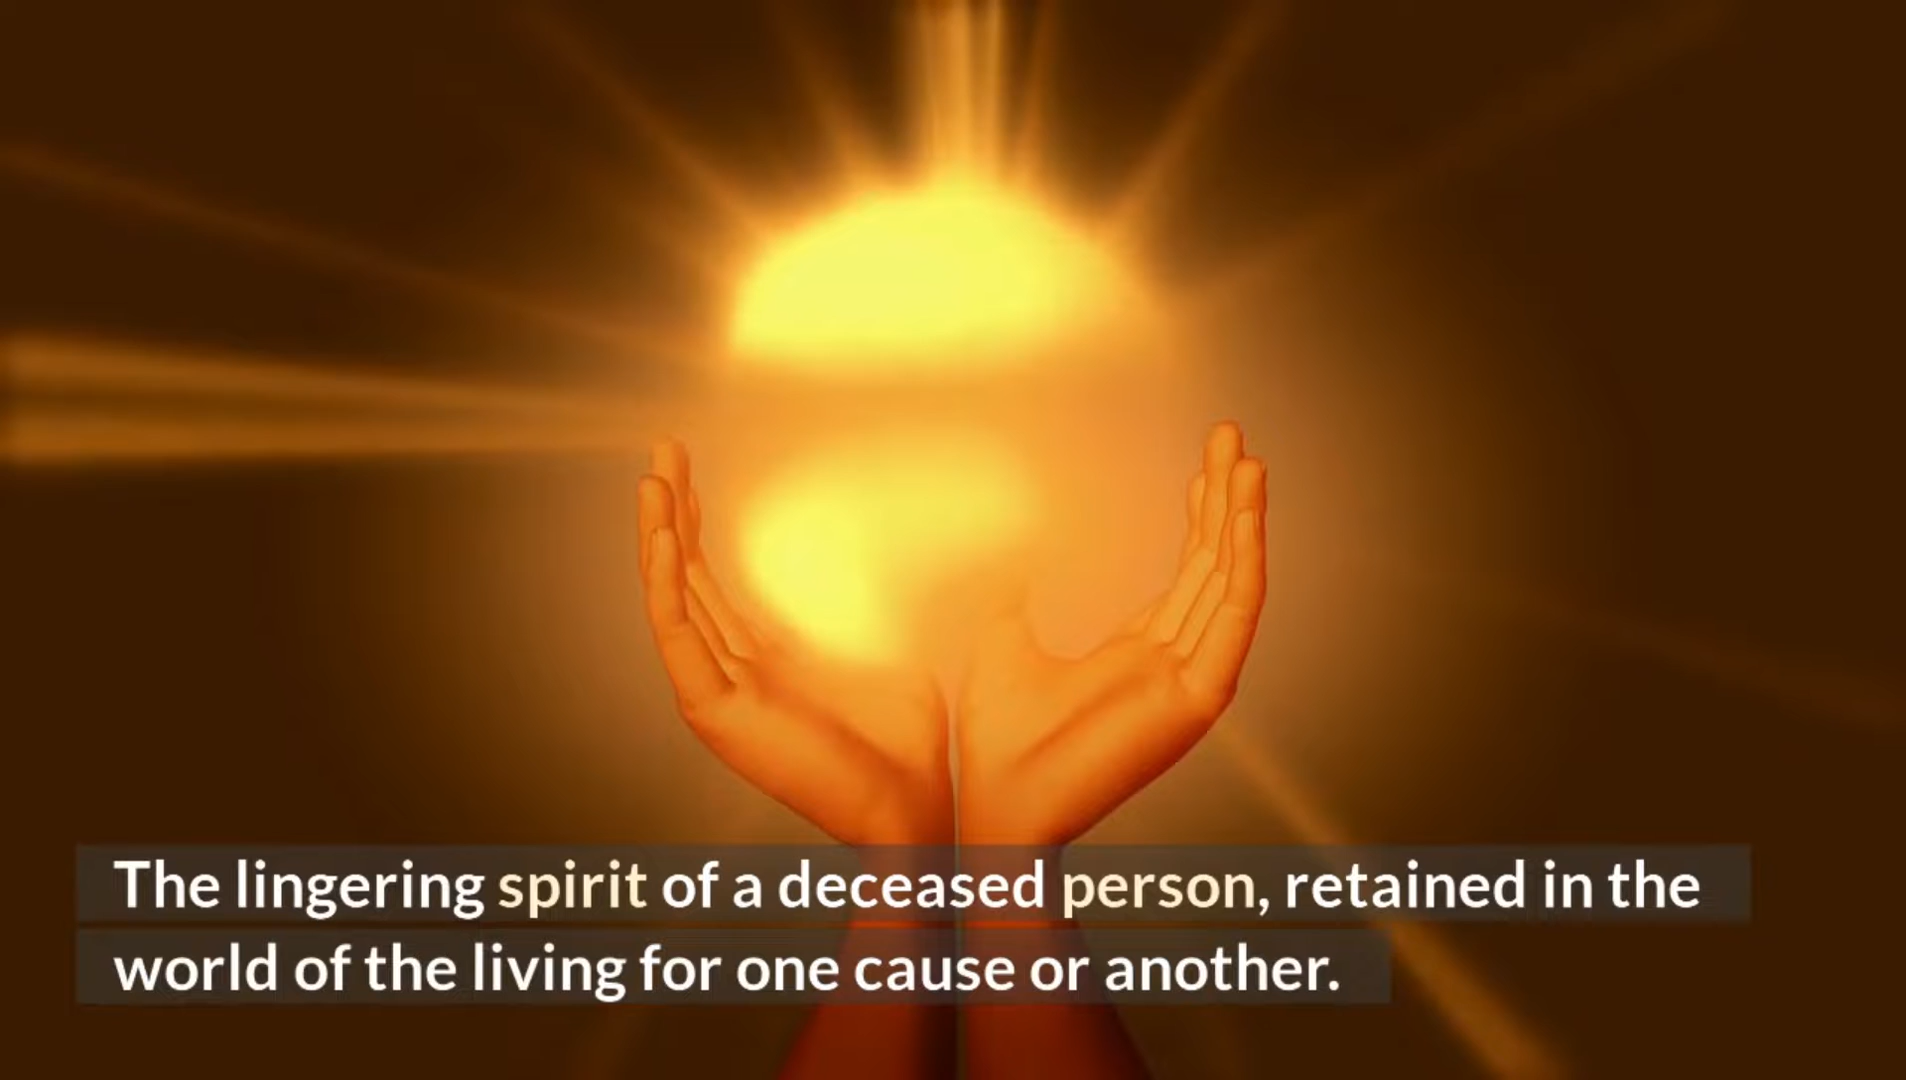 The lingering spirit of a deceased person, retained in the
world of the living for one cause or another.